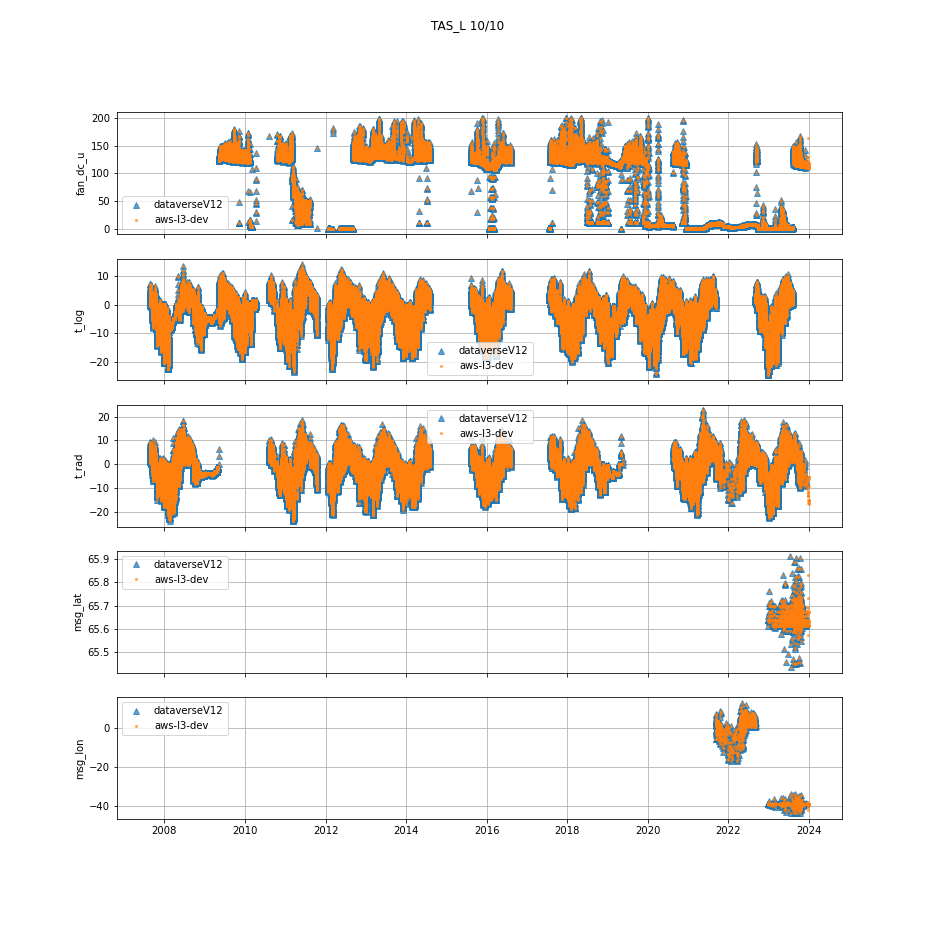 TAS_L 10/10
200
150
100
50
0
fan_dc_u
dataverseV12
aws-l3-dev
10
0
−10
−20
t_log
dataverseV12
aws-l3-dev
20
10
0
−10
−20
t_rad
dataverseV12
aws-l3-dev
65.9
65.8
65.7
65.6
65.5
msg_lat
dataverseV12
aws-l3-dev
0
−20
−40
msg_lon
dataverseV12
aws-l3-dev
2008 2010 2012 2014 2016 2018 2020 2022 2024